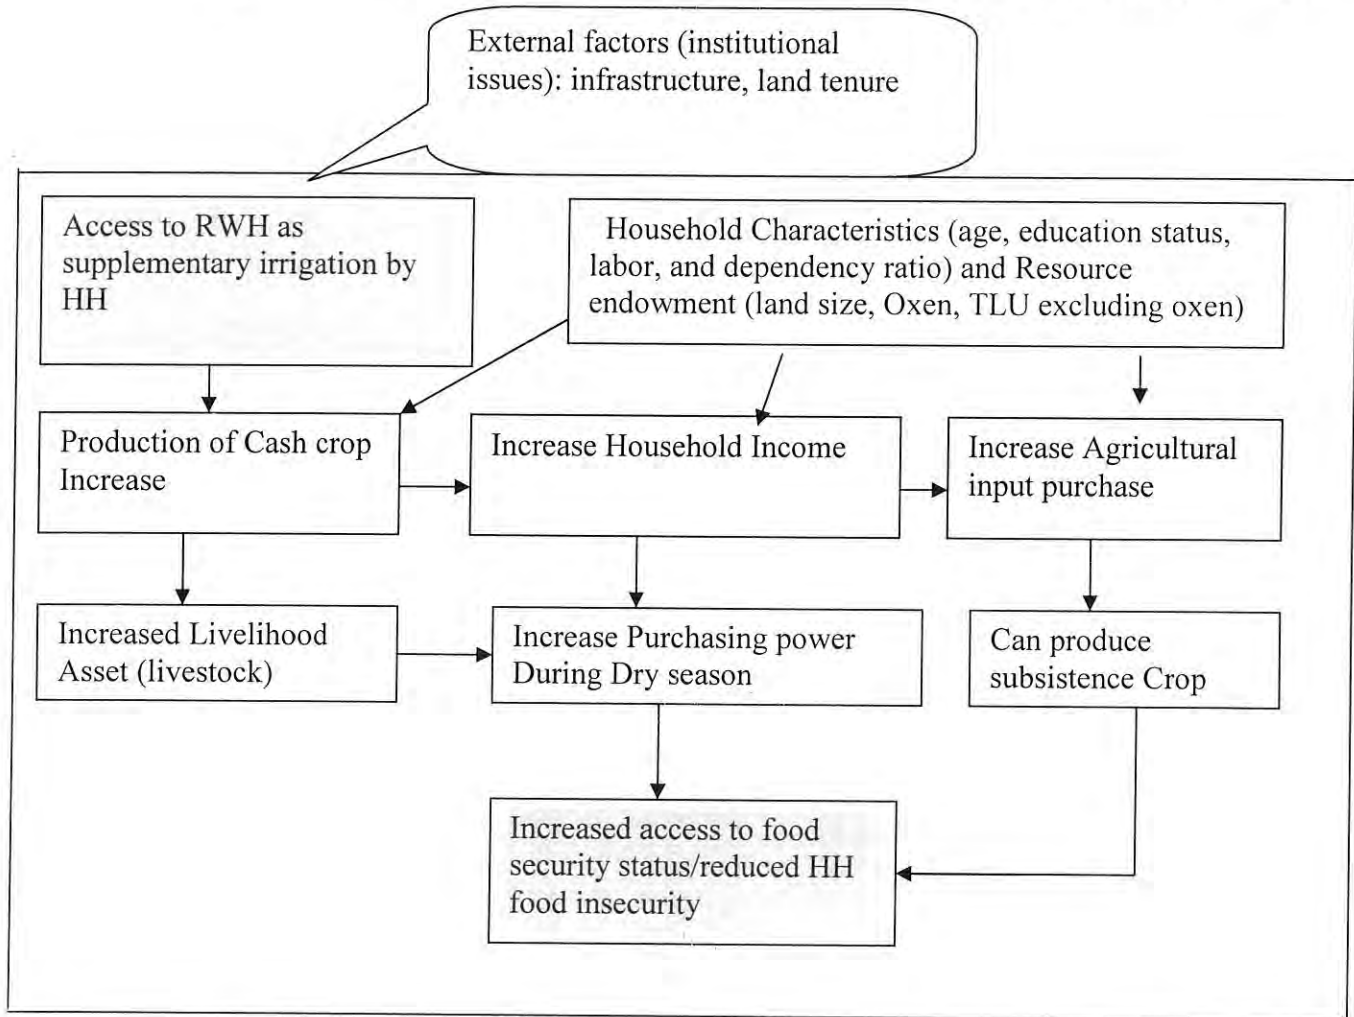 External factors (institutional
issues): infrastructure, land tenure
Access to RWH as
supplementary irrigation by
HH
Household Characteristics (age, education status,
labor, and dependency ratio) and Resource
endowment (land size, Oxen, TLU excluding oxen)
Production of Cash crop
Increase
Increase Household Income
Increase Agricultural
input purchase
Increased Livelihood
Asset (livestock)
Increase Purchasing power
During Dry season
Can produce
subsistence Crop
Increased access to food
security status/reduced HH
food insecurity